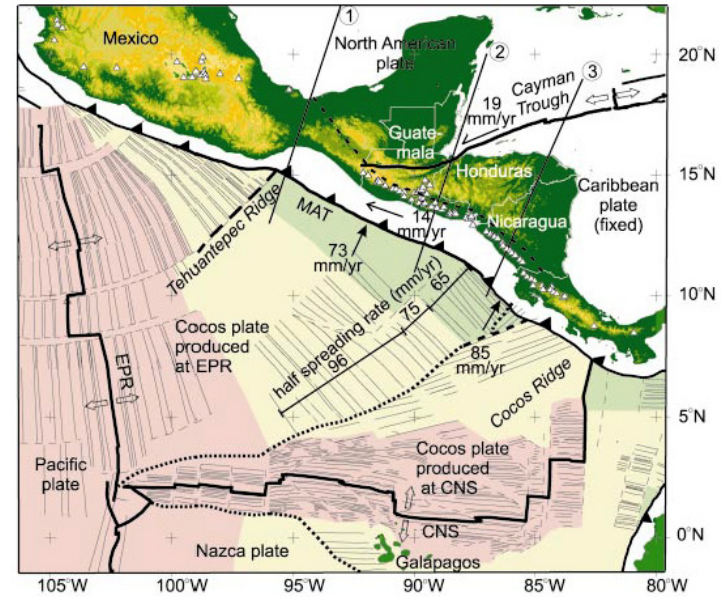 ①
Mexico
North American
plate
20°N
②
③
Cayman
Trough
19
mm/yr
Guate-
mala
15°N
Honduras
Caribbean
plate
(fixed)
Nicaragua
14
mm/yr
MAT
Tehuantepec Ridge
73
mm/yr
10°N
half spreading rate (mm/yr)
65
75
96
Cocos plate
produced
at EPR
85
mm/yr
EPR
Cocos Ridge
5°N
Pacific
plate
Cocos plate
produced
at CNS
CNS
Nazca plate
Galapagos
0°N
105°W
100°W
95°W
90°W
85°W
80°W